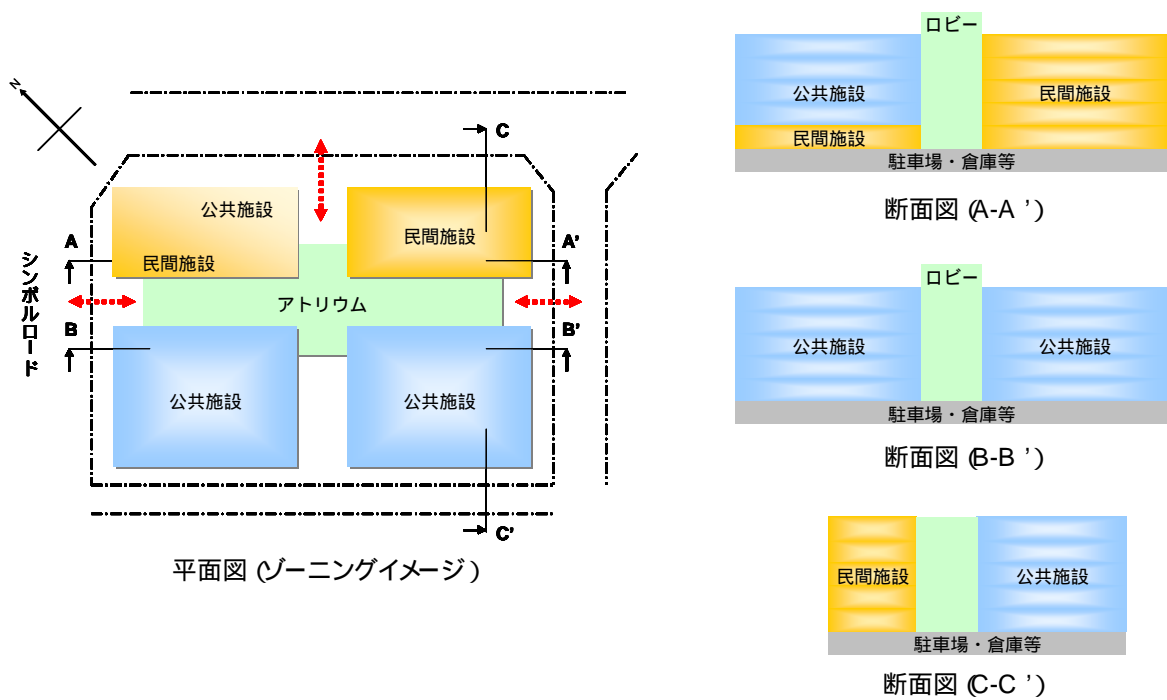 N
C
公共施設
民間施設
民間施設
A
A'
シンボルロード
アトリウム
B
B'
公共施設
公共施設
C'
平面図 (ゾーニングイメージ)
ロビー
公共施設
民間施設
民間施設
駐車場・倉庫等
断面図 (A-A ')
ロビー
公共施設
公共施設
駐車場・倉庫等
断面図 (B-B ')
民間施設
公共施設
駐車場・倉庫等
断面図 (C-C ')